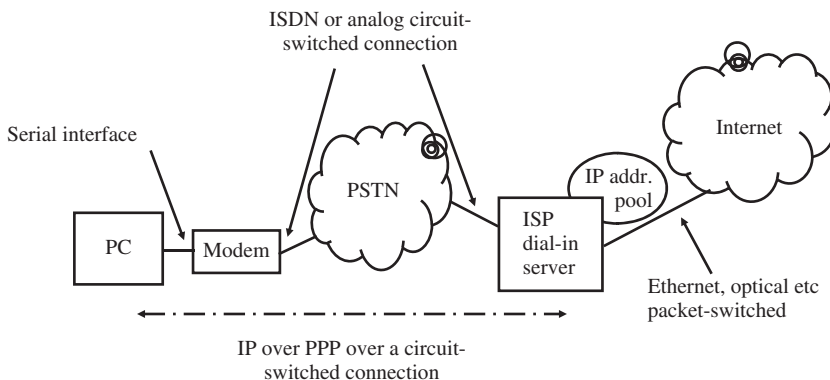 ISDN or analog circuit-
switched connection
Serial interface
Internet
PSTN
IP addr.
pool
PC
Modem
ISP
dial-in
server
Ethernet, optical etc
packet-switched
IP over PPP over a circuit-
switched connection